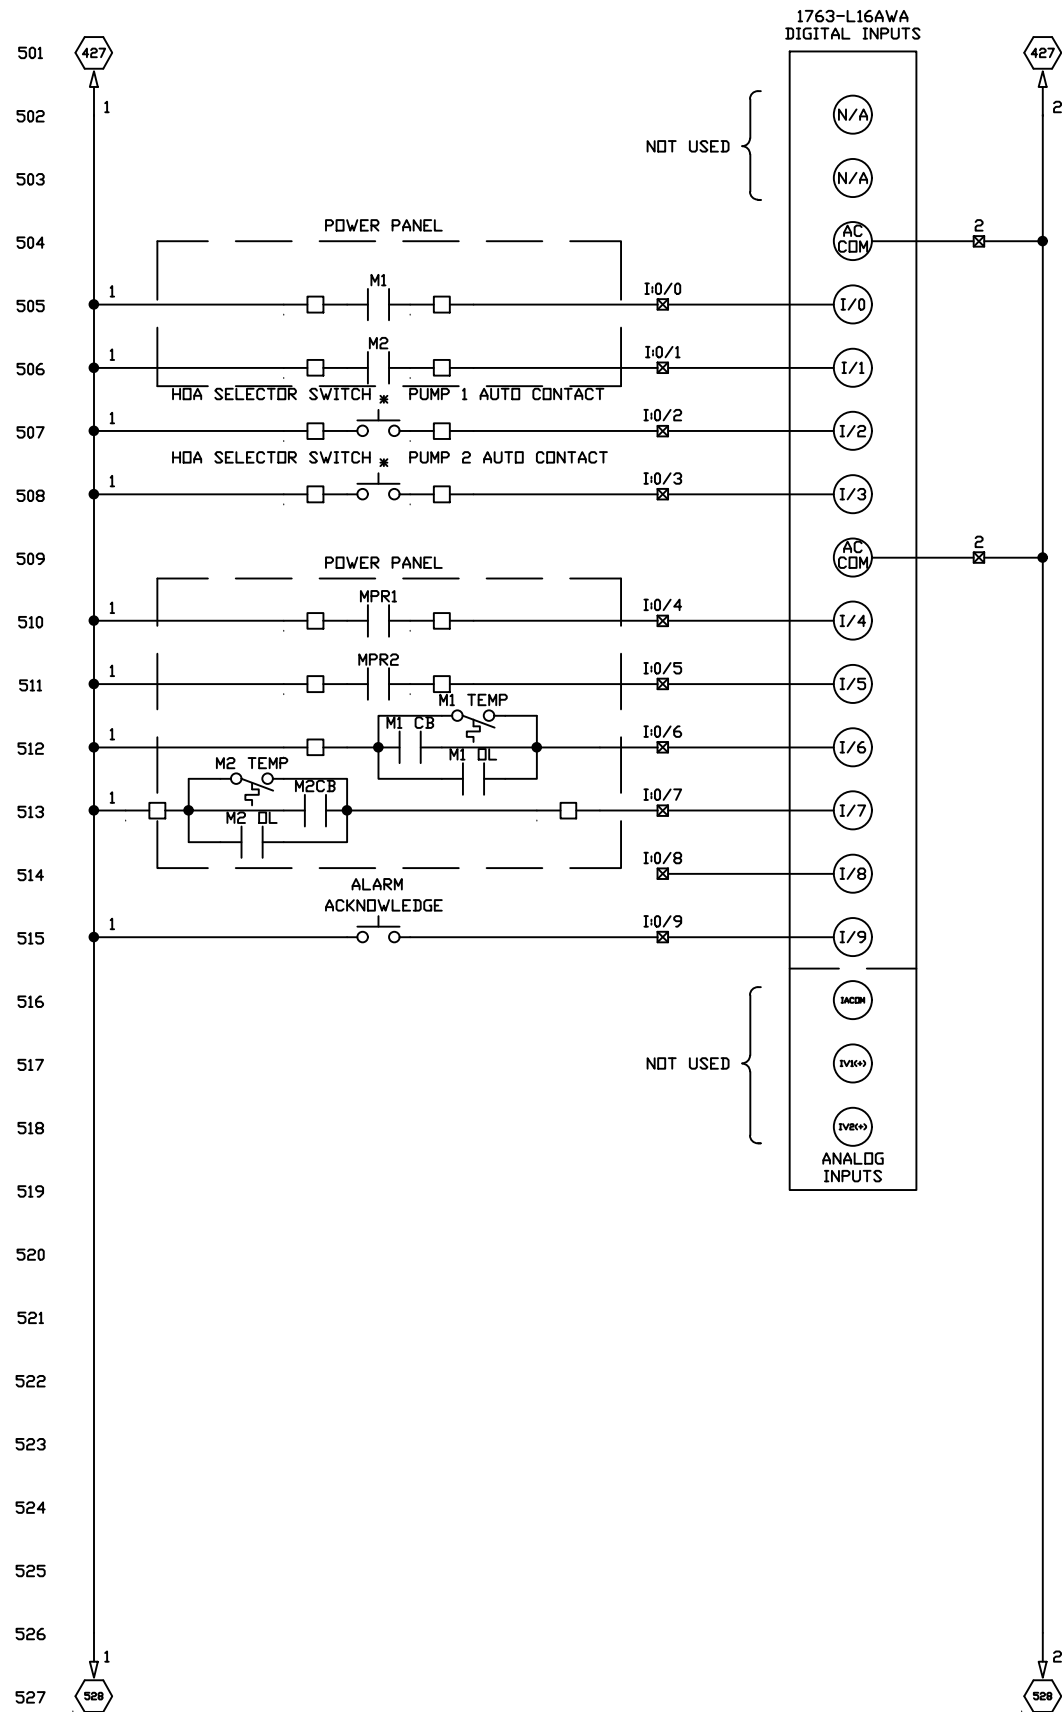 1763-L16AWA
DIGITAL INPUTS
501 427 427
1 2
502 N/A
NOT USED
503 N/A
POWER PANEL
504 AC COM 2
M1
505 1 I:0/0 I/0
M2
506 1 I:0/1 I/1
HOA SELECTOR SWITCH * PUMP 1 AUTO CONTACT
507 1 I:0/2 I/2
HOA SELECTOR SWITCH * PUMP 2 AUTO CONTACT
508 1 I:0/3 I/3
509 AC COM 2
POWER PANEL
MPR1
510 1 I:0/4 I/4
MPR2
511 1 I:0/5 I/5
M1 TEMP
M1 CB
512 1 I:0/6 I/6
M1 OL
M2 TEMP
M2CB
513 1 I:0/7 I/7
M2 OL
514 I:0/8 I/8
ALARM
ACKNOWLEDGE
515 1 I:0/9 I/9
516 IACOM
517 NOT USED IV1(+)
518 IV2(+)
ANALOG
INPUTS
519
520
521
522
523
524
525
526
1 2
527 528 528